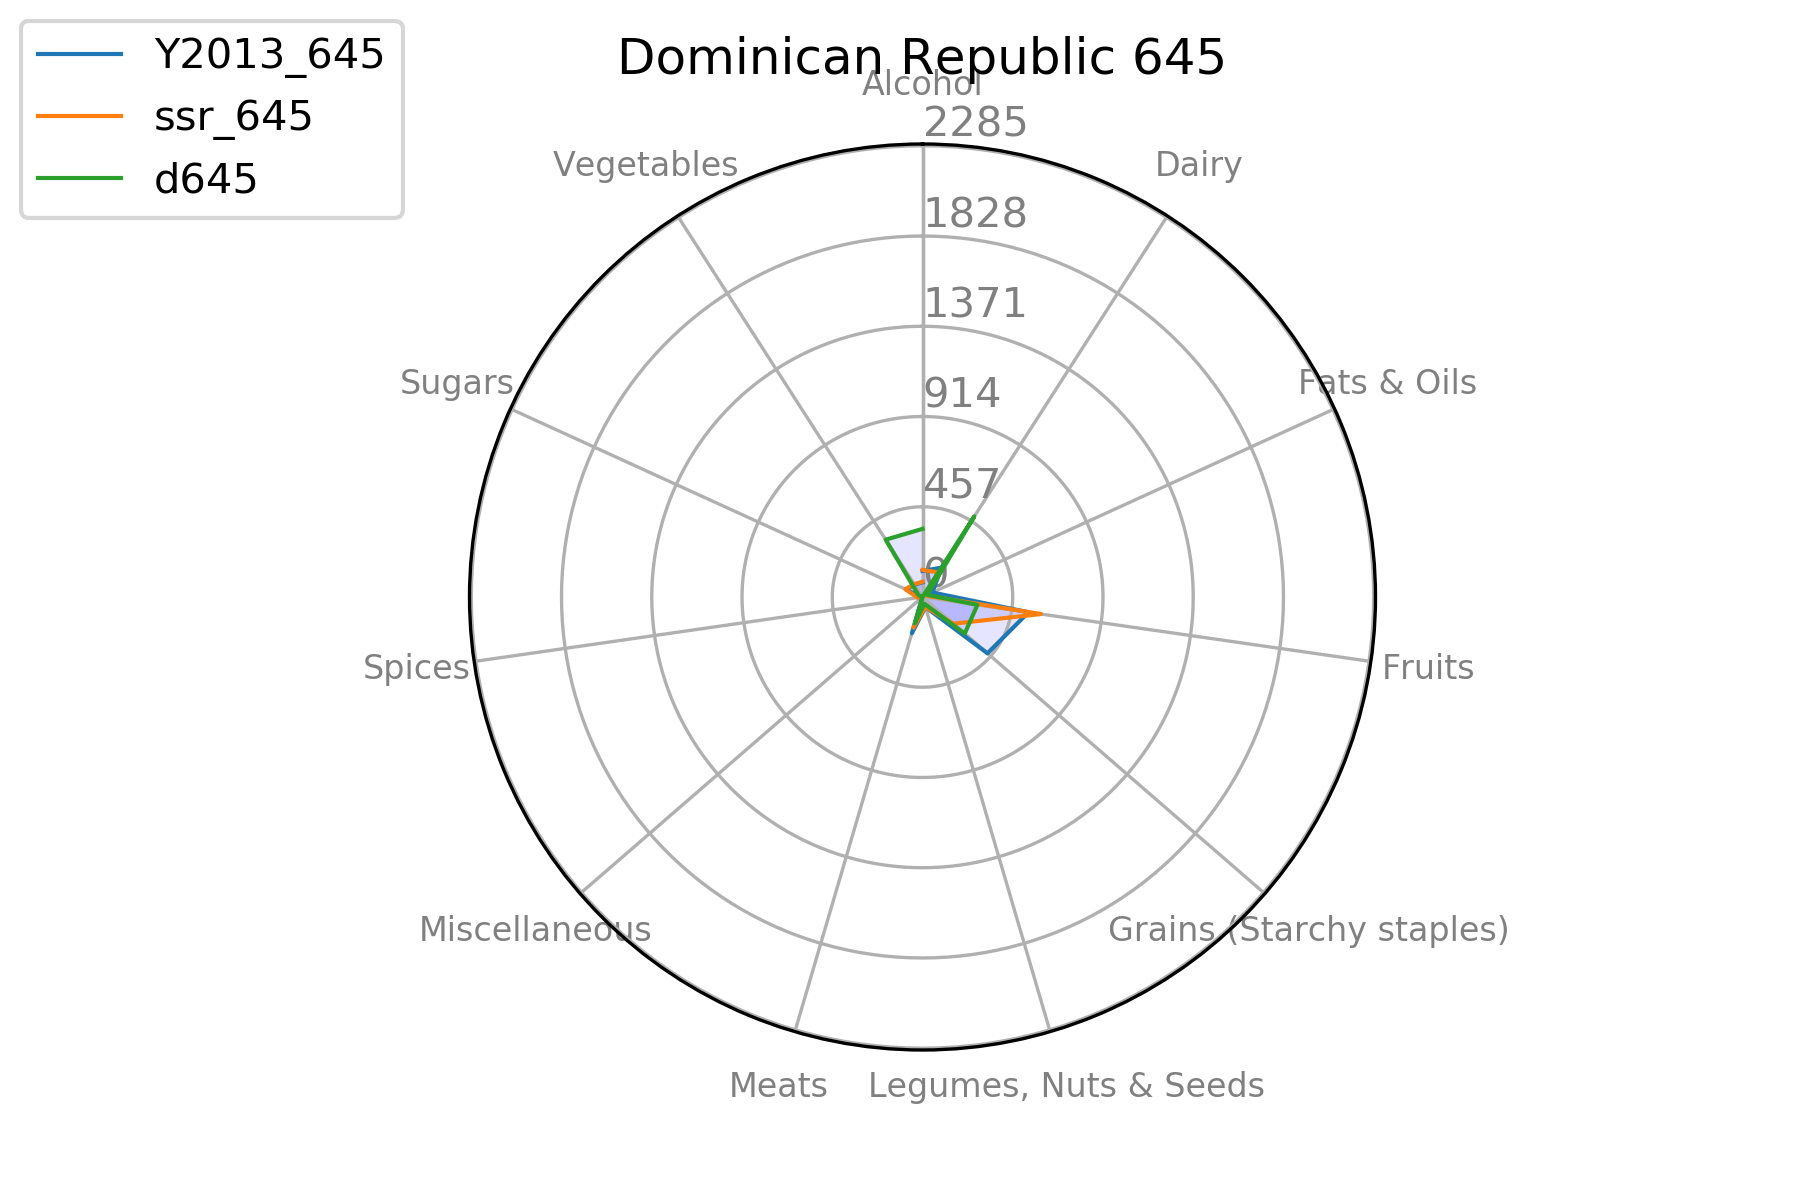 Y2013_645
ssr_645
d645
Dominican Republic 645
Alcohol
2285
Vegetables
Dairy
1828
1371
Sugars
Fats & Oils
914
457
0
Spices
Fruits
Miscellaneous
Grains (Starchy staples)
Meats
Legumes, Nuts & Seeds